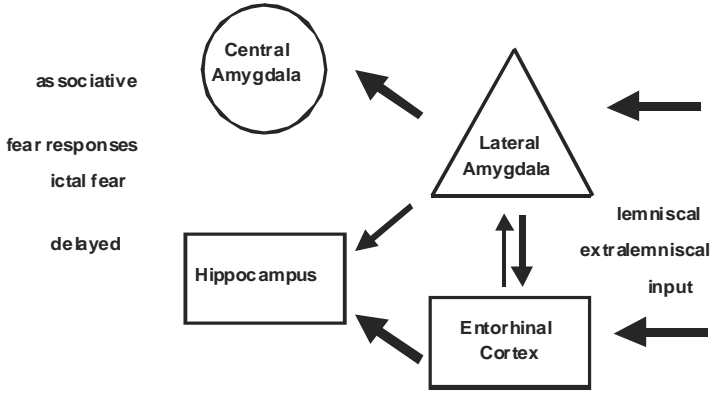 Central
Amygdala
associative
fear responses
ictal fear
delayed
Lateral
Amygdala
lemniscal
extralemniscal
input
Hippocampus
Entorhinal
Cortex